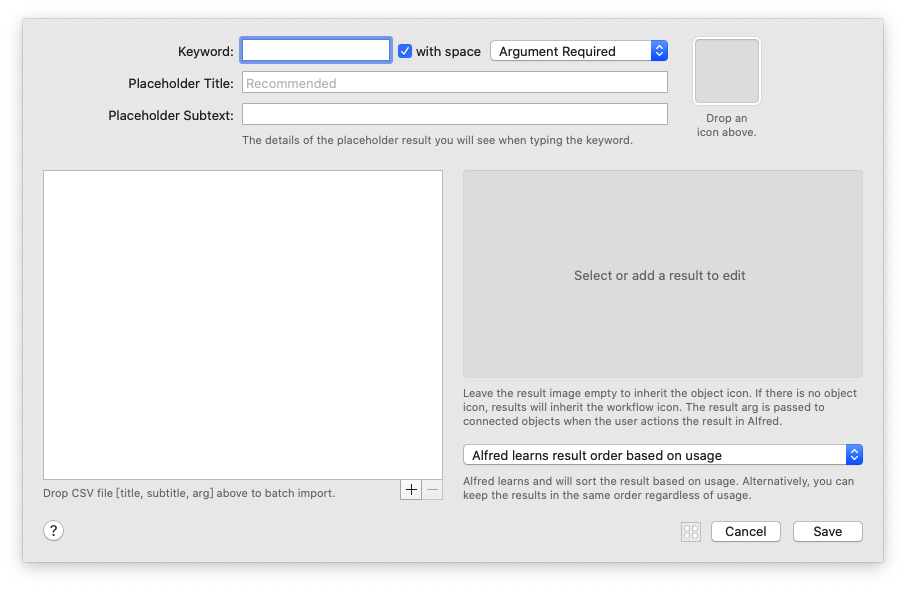 Keyword: with space Argument Required
Placeholder Title: Recommended
Placeholder Subtext:
The details of the placeholder result you will see when typing the keyword.
Drop an
icon above.
Select or add a result to edit
Leave the result image empty to inherit the object icon. If there is no object
icon, results will inherit the workflow icon. The result arg is passed to
connected objects when the user actions the result in Alfred.
Alfred learns result order based on usage
Alfred learns and will sort the result based on usage. Alternatively, you can
keep the results in the same order regardless of usage.
Drop CSV file [title, subtitle, arg] above to batch import. + −
? Cancel Save